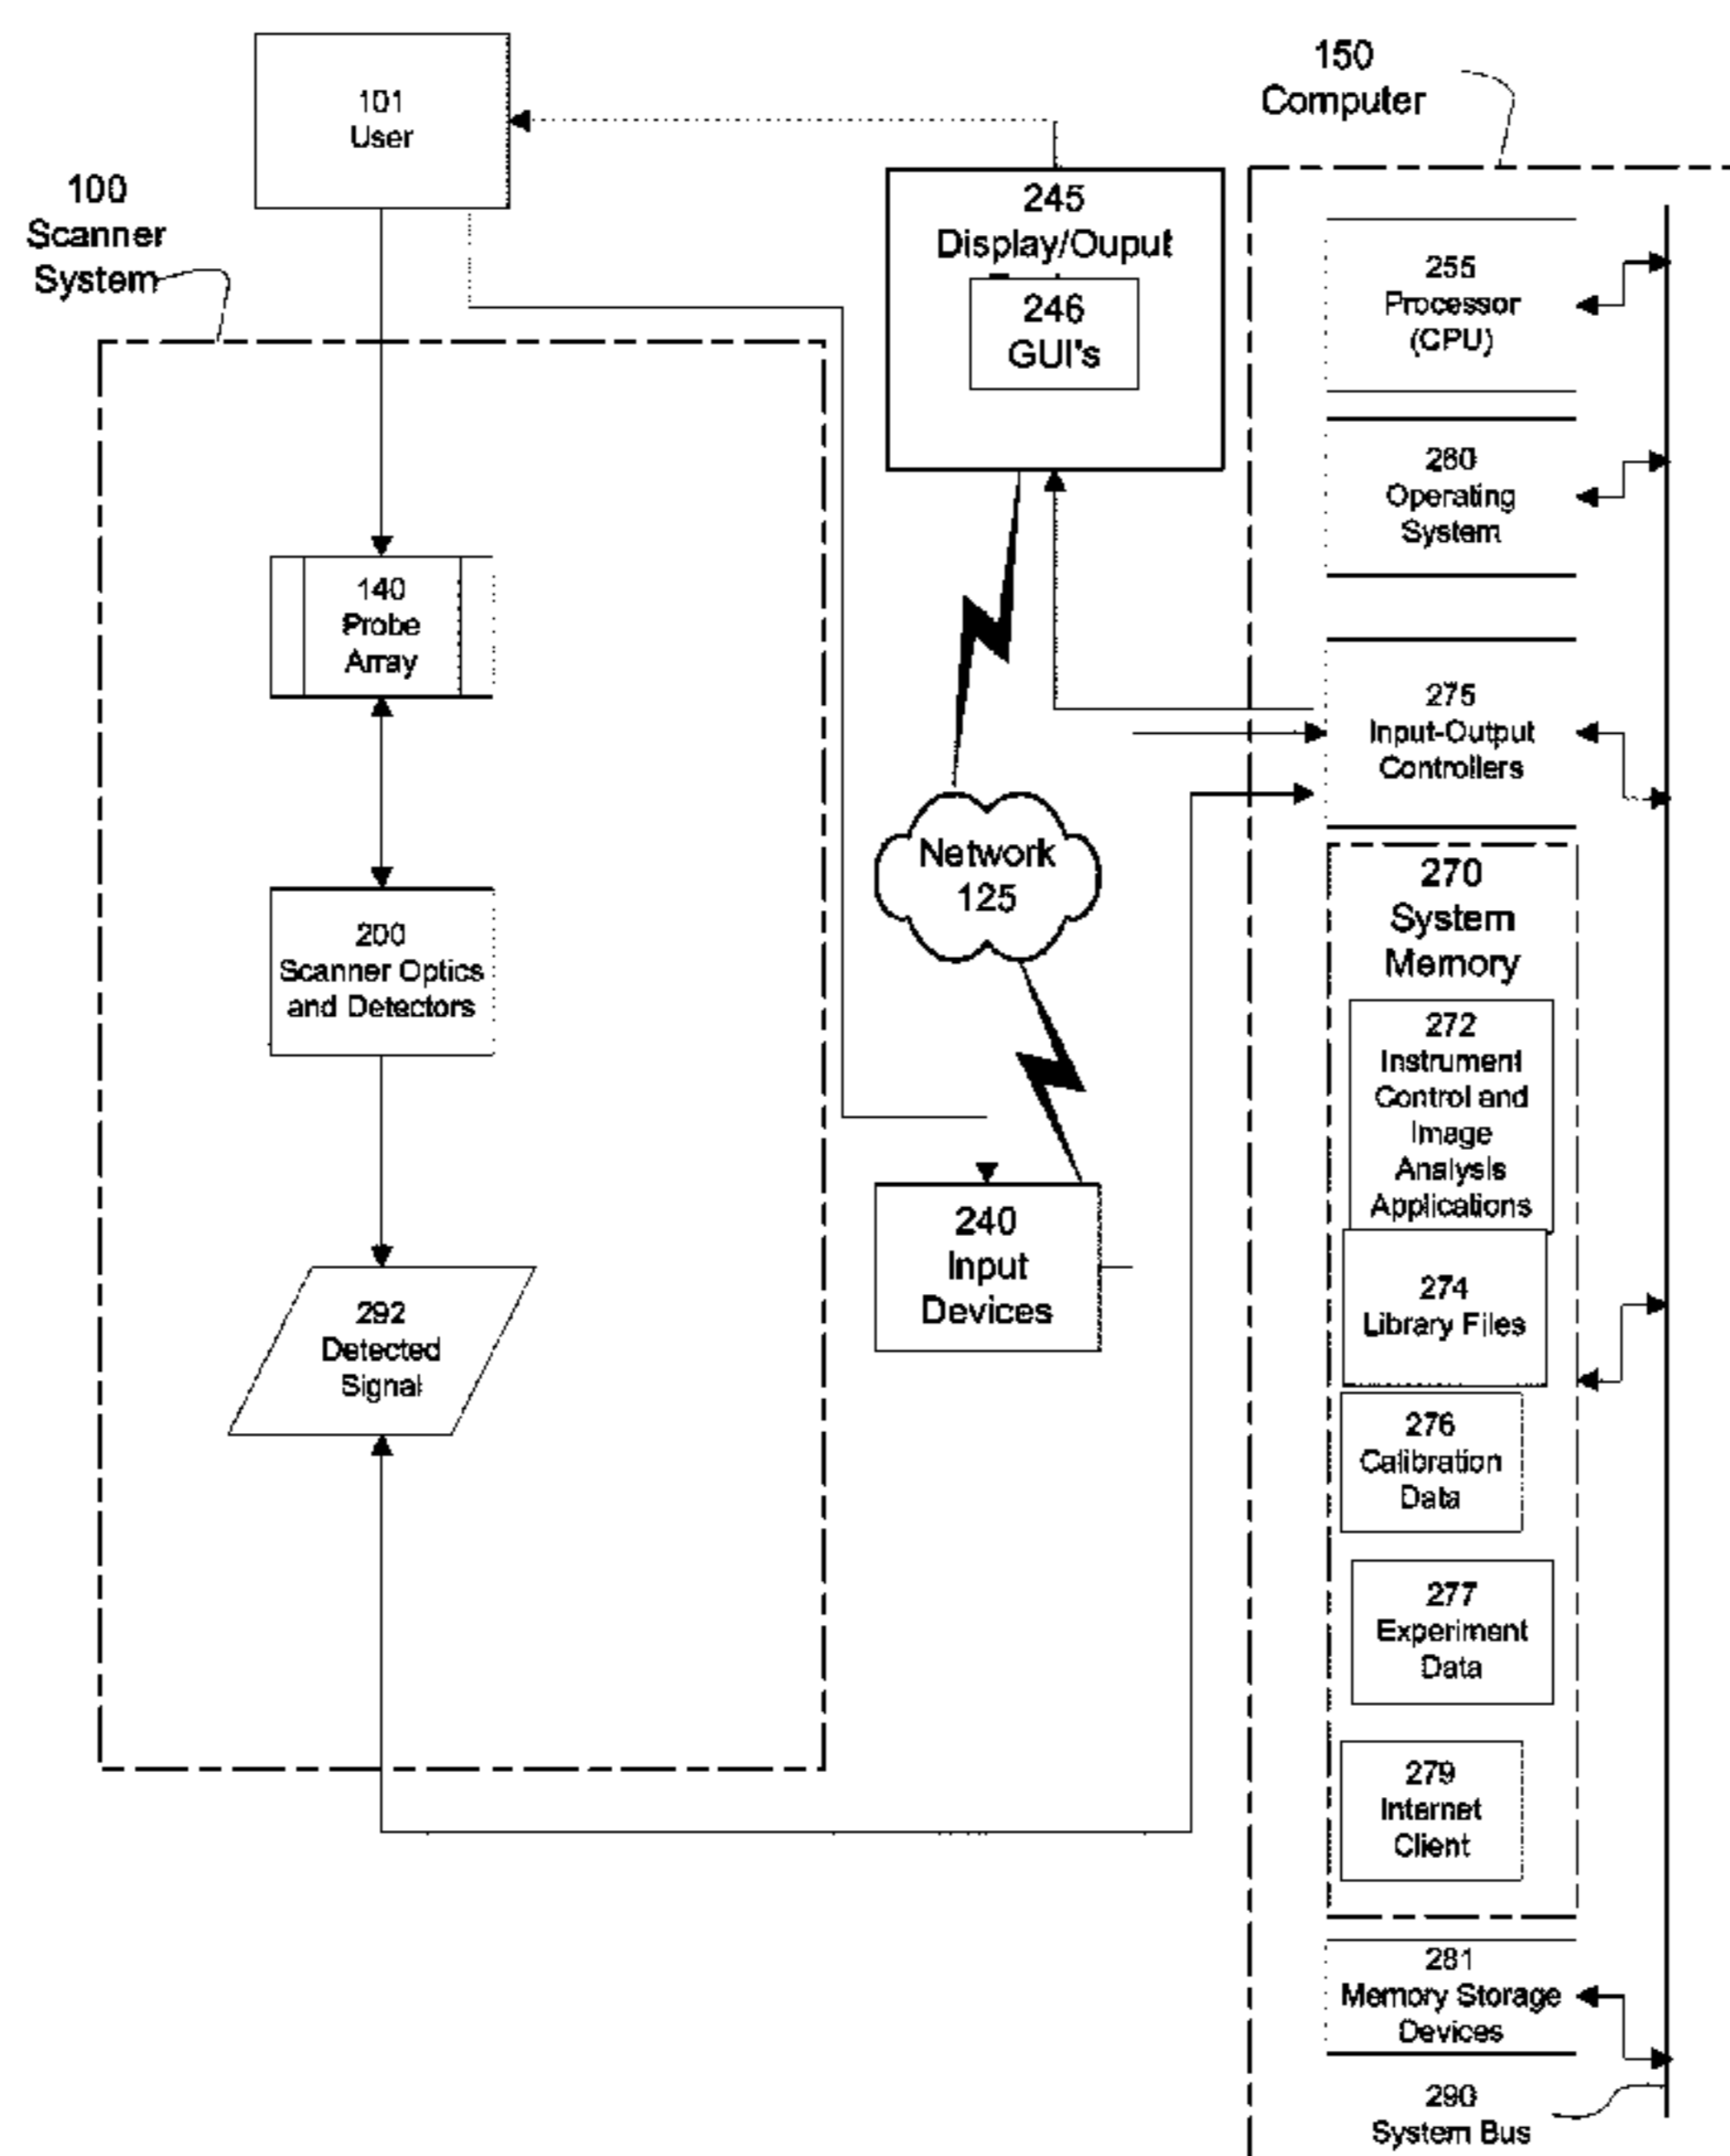 150
Computer
101
User
100
Scanner
System
245
Display/Ouput
246
GUI's
255
Processor
(CPU)
260
Operating
System
140
Probe
Array
275
Input-Output
Controllers
Network
125
270
System
Memory
200
Scanner Optics
and Detectors
272
Instrument
Control and
Image
Analysis
Applications
240
Input
Devices
274
Library Files
292
Detected
Signal
276
Calibration
Data
277
Experiment
Data
279
Internet
Client
281
Memory Storage
Devices
290
System Bus